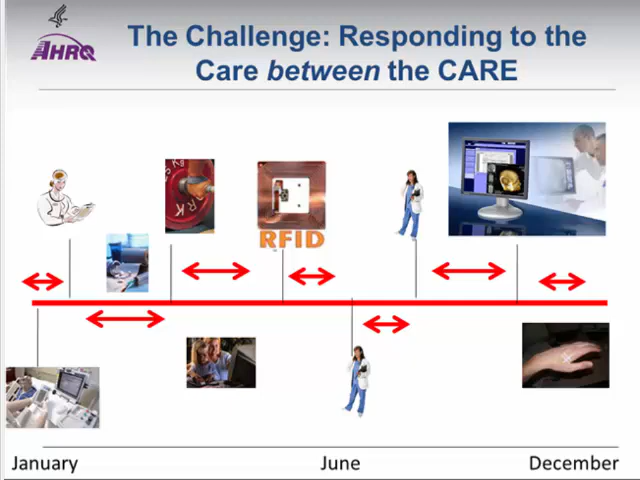 AHRQ
The Challenge: Responding to the
Care between the CARE
RFID
January
June
December